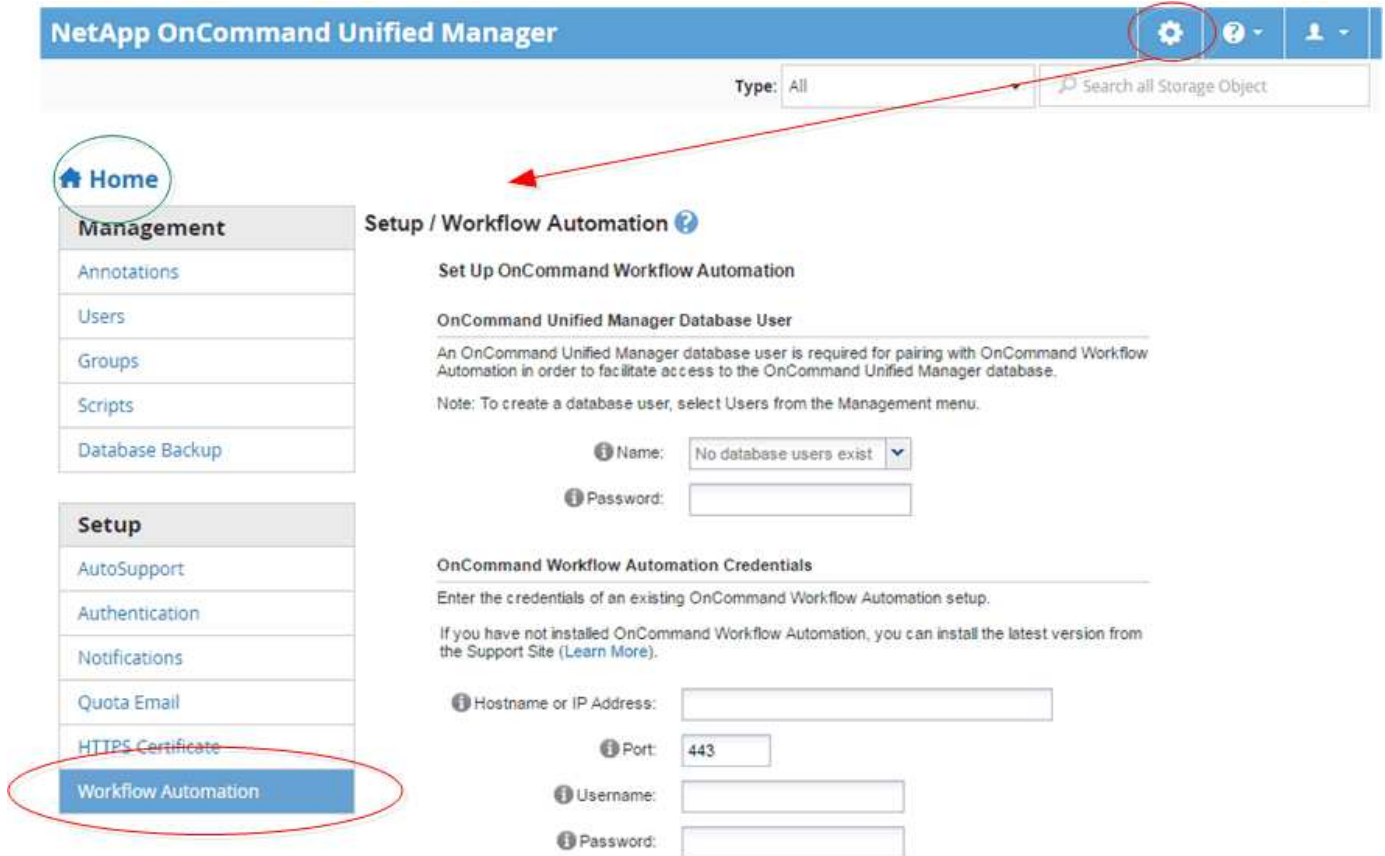 NetApp OnCommand Unified Manager
Type: All
Search all Storage Object
Home
Management
Annotations
Users
Groups
Scripts
Database Backup
Setup
AutoSupport
Authentication
Notifications
Quota Email
HTTPS Certificate
Workflow Automation
Setup / Workflow Automation ?
Set Up OnCommand Workflow Automation
OnCommand Unified Manager Database User
An OnCommand Unified Manager database user is required for pairing with OnCommand Workflow
Automation in order to facilitate access to the OnCommand Unified Manager database.
Note: To create a database user, select Users from the Management menu.
Name: No database users exist
Password:
OnCommand Workflow Automation Credentials
Enter the credentials of an existing OnCommand Workflow Automation setup.
If you have not installed OnCommand Workflow Automation, you can install the latest version from
the Support Site (Learn More).
Hostname or IP Address:
Port: 443
Username:
Password: